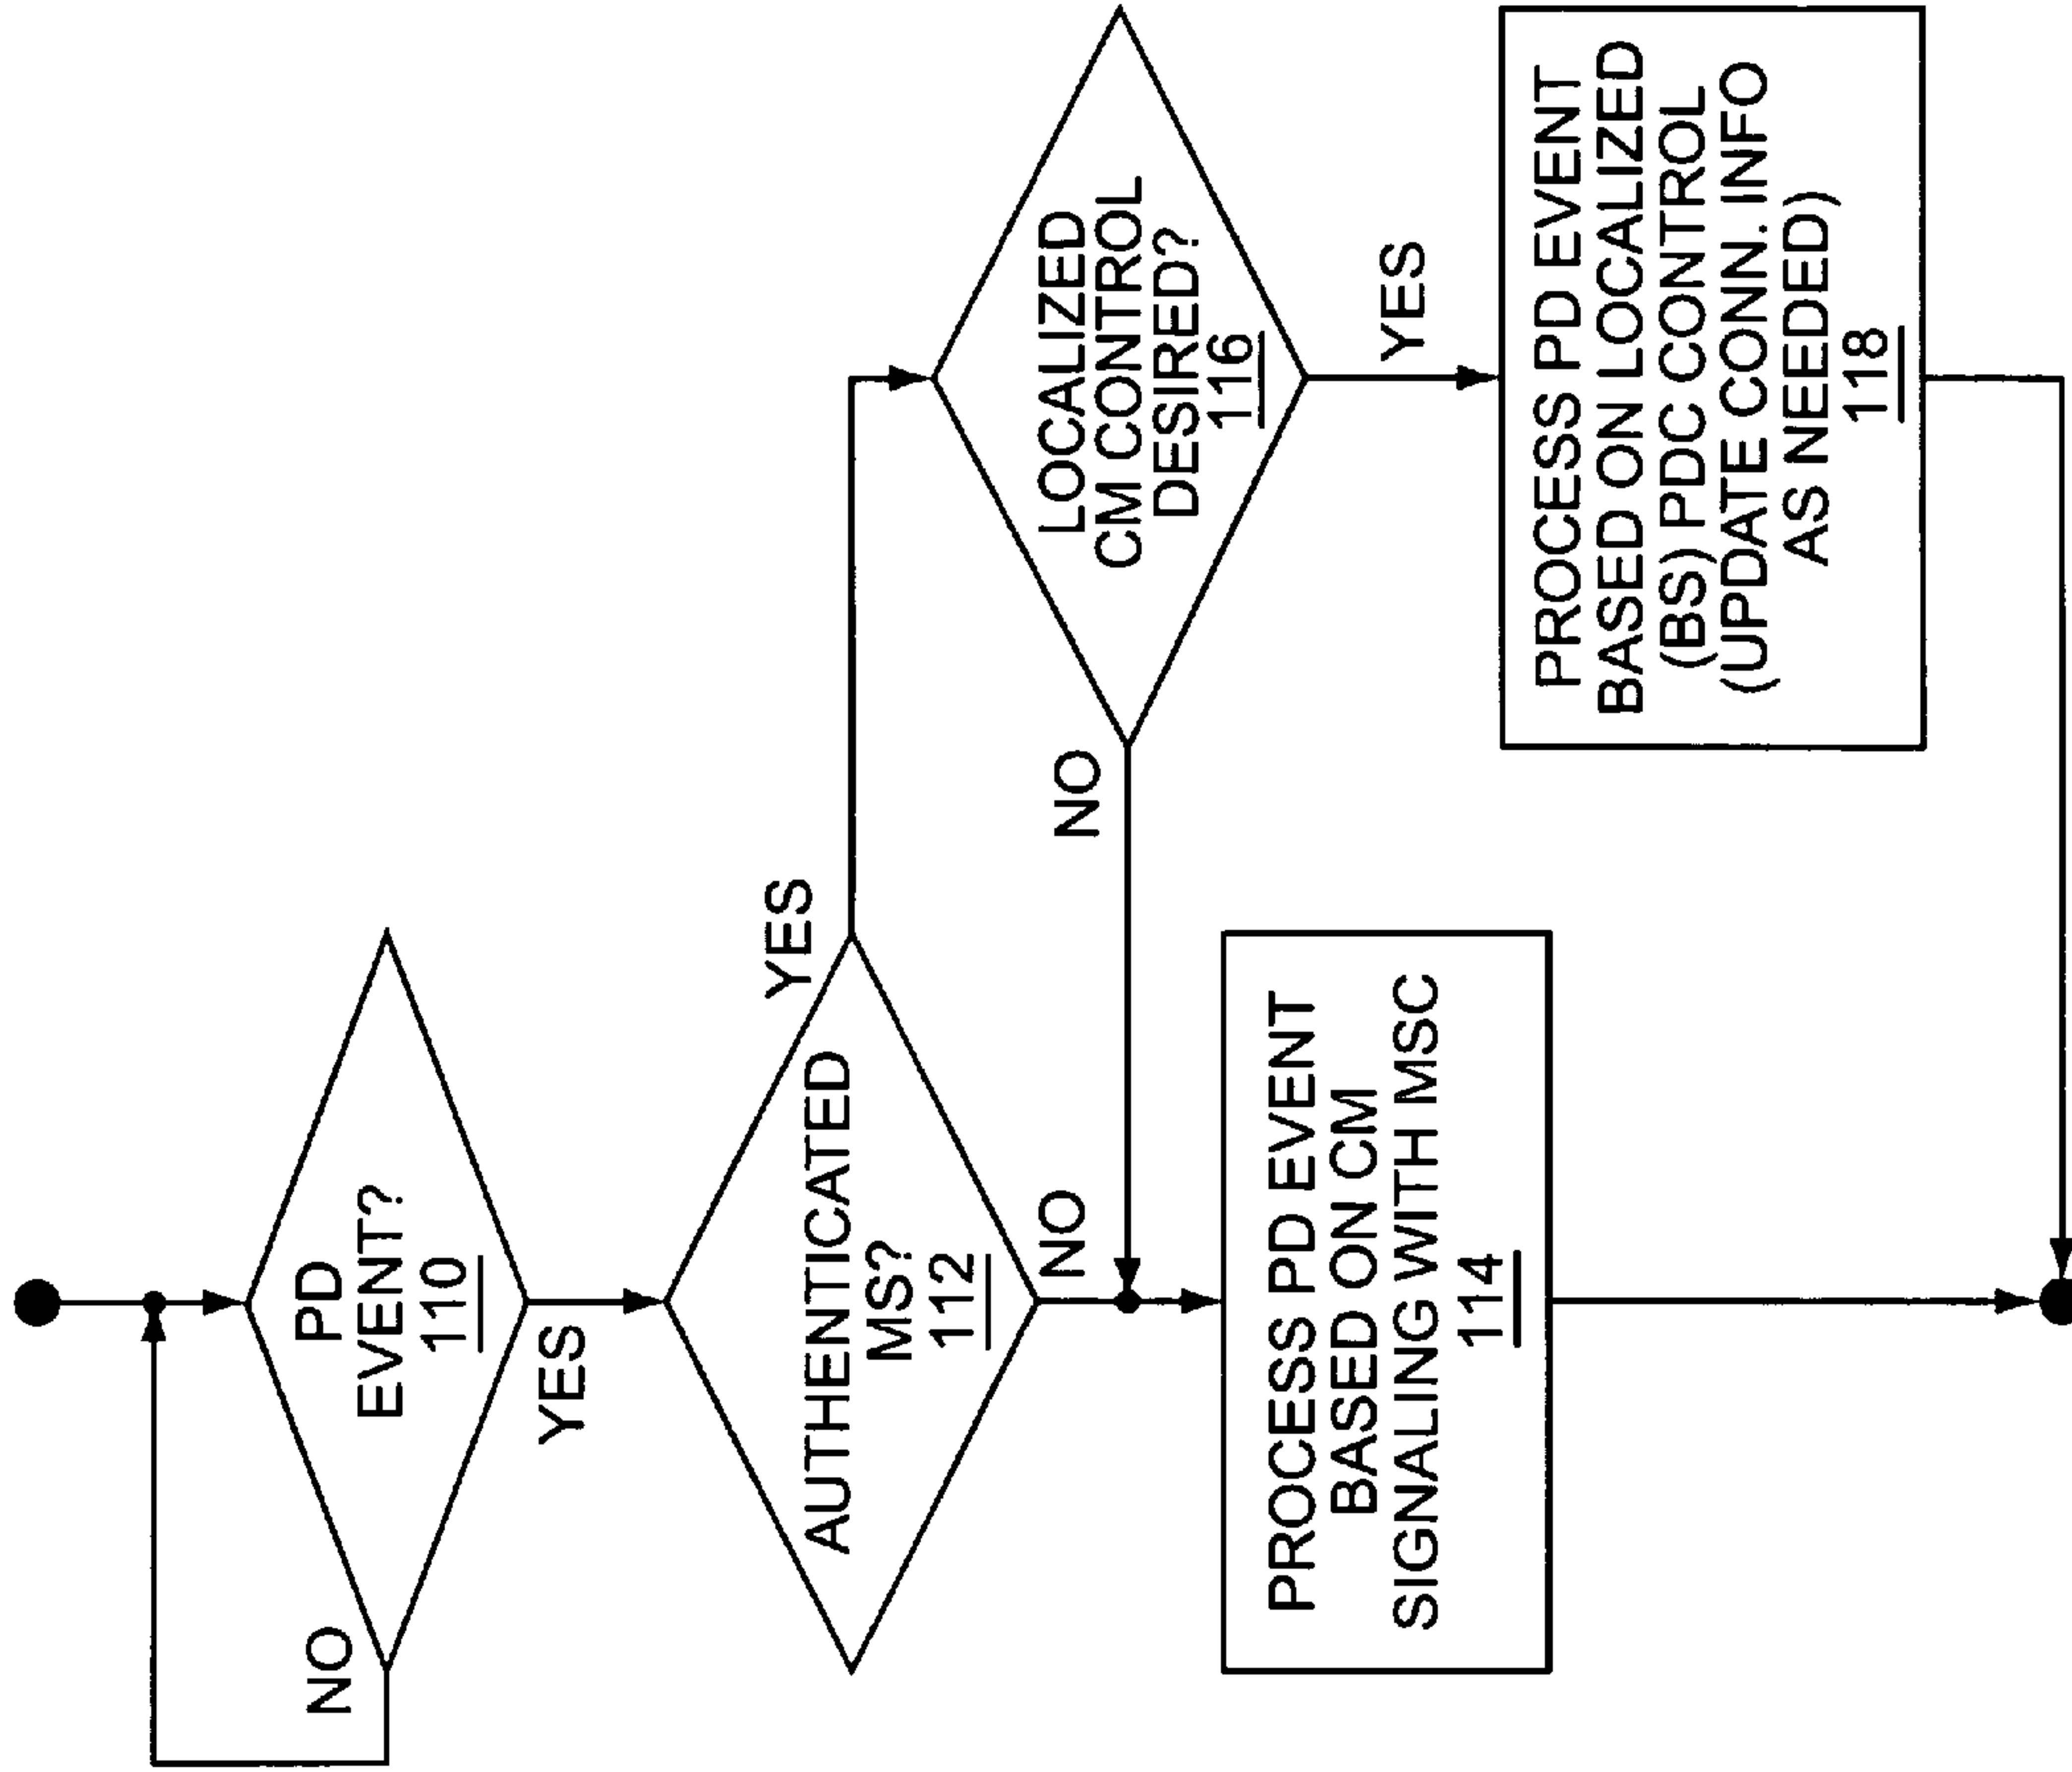 PD
EVENT?
110
NO
YES
AUTHENTICATED
MS?
112
YES
NO
LOCALIZED
CM CONTROL
DESIRED?
116
NO
YES
PROCESS PD EVENT
BASED ON CM
SIGNALING WITH MSC
114
PROCESS PD EVENT
BASED ON LOCALIZED
(BS) PDC CONTROL
(UPDATE CONN. INFO
AS NEEDED)
118